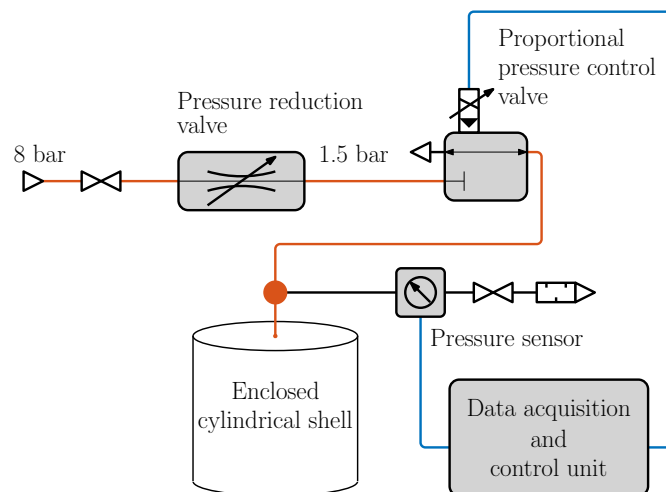 Proportional
pressure control
valve
Pressure reduction
valve
8 bar
1.5 bar
Pressure sensor
Enclosed
cylindrical shell
Data acquisition
and
control unit